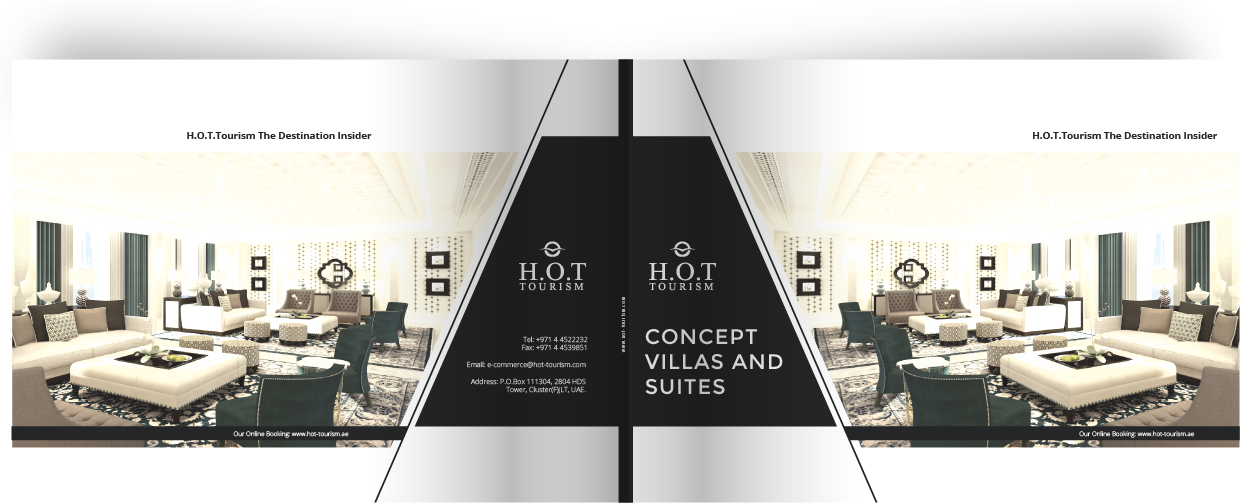 H.O.T.Tourism The Destination Insider
H.O.T
TOURISM
Tel: +971 4 4522232
Fax: +971 4 4539851
Email: e-commerce@hot-tourism.com
Address: P.O.Box 111304, 2804 HDS
Tower, Cluster(F)JLT, UAE.
Our Online Booking: www.hot-tourism.ae
www.hot-tourism.com
H.O.T.Tourism The Destination Insider
H.O.T
TOURISM
CONCEPT
VILLAS AND
SUITES
Our Online Booking: www.hot-tourism.ae